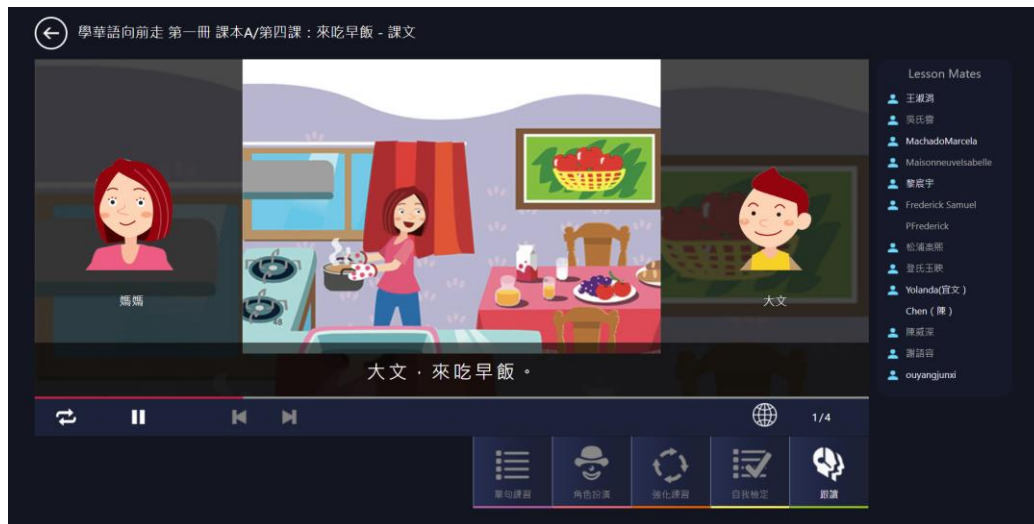 學華語向前走 第一冊 課本A/第四課：來吃早飯 - 課文
媽媽
大文
大文，來吃早飯。
1/4
單句練習
角色扮演
強化練習
自我檢定
跟讀
Lesson Mates
MachadoMarcela
MaisonneuveIsabelle
黎宸宇
Frederick Samuel
PFrederick
Yolanda(宜文)
Chen ( 陳 )
謝語容
ouyangjunxi